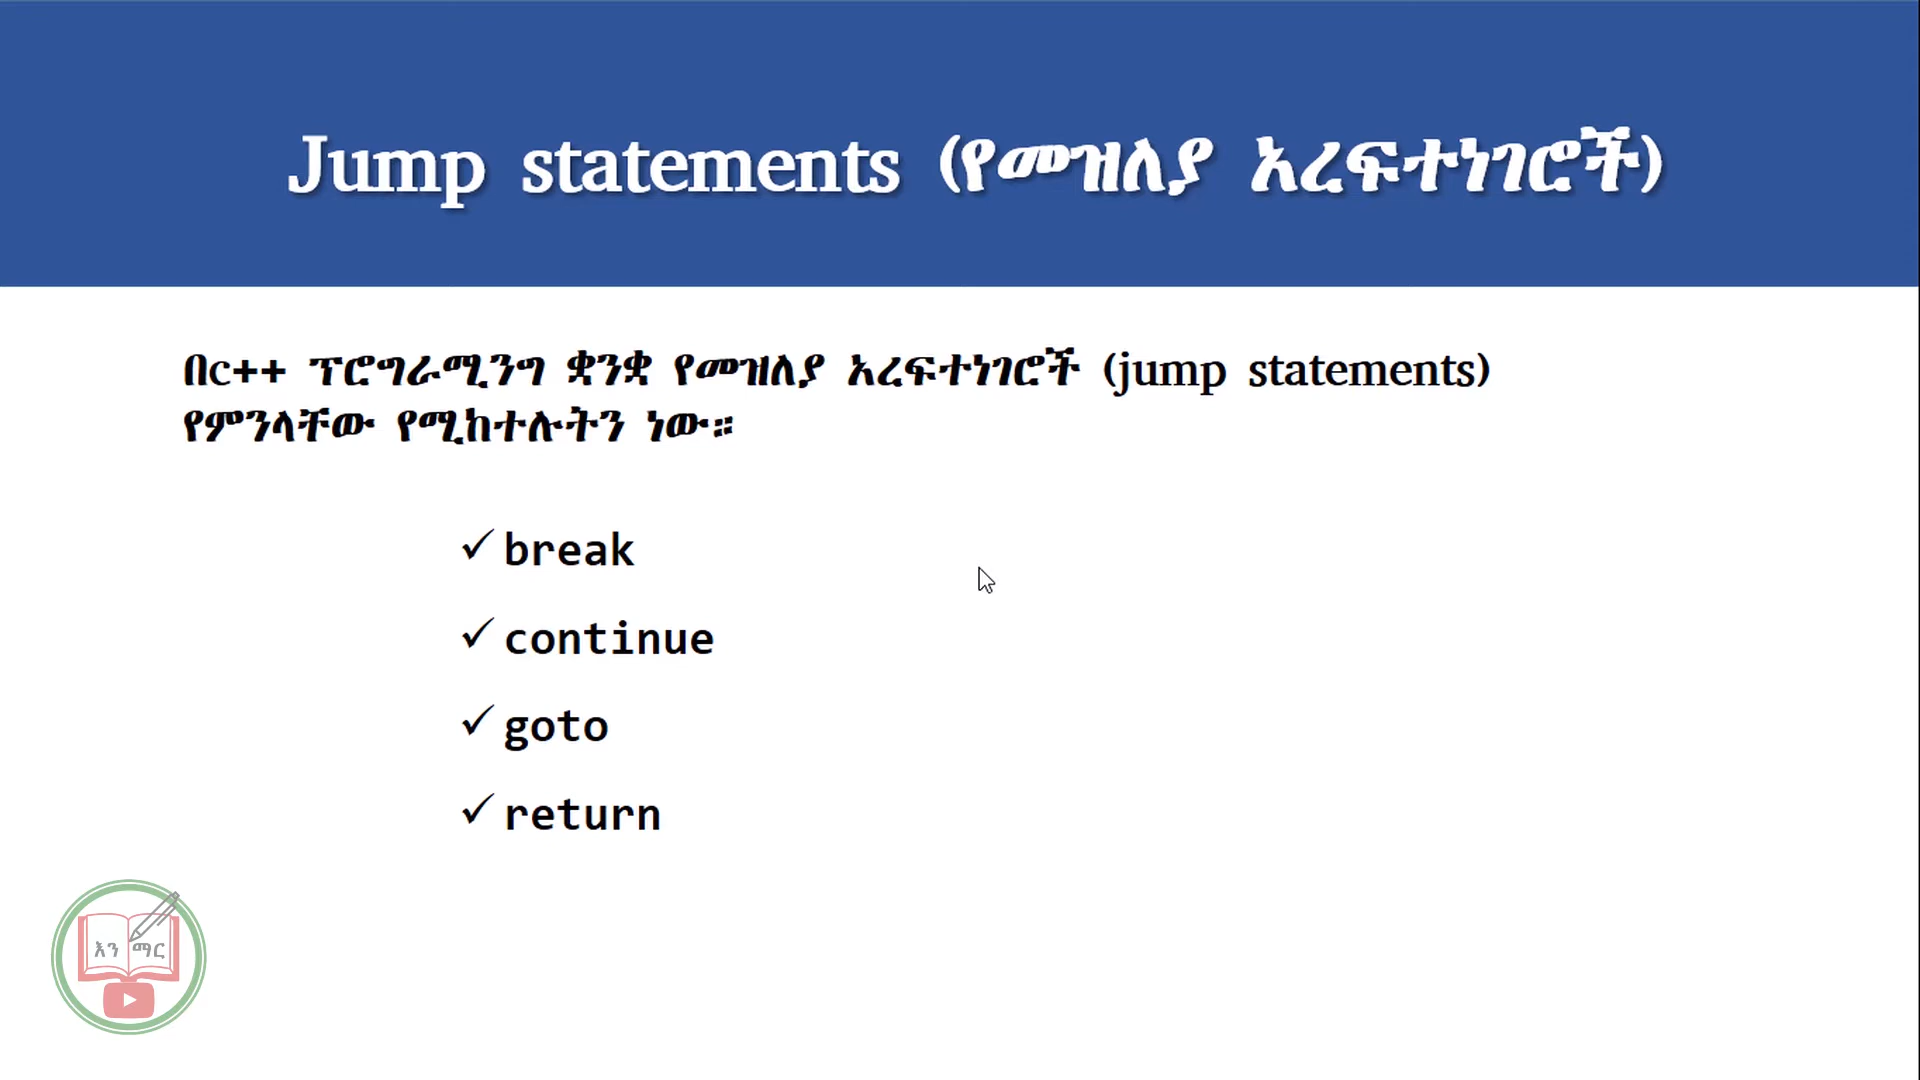 Jump statements (የመዝለያ አረፍተነገሮች)
በc++ ፕሮግራሚንግ ቋንቋ የመዝለያ አረፍተነገሮች (jump statements)
የምንላቸው የሚከተሉትን ነው።
✓ break
✓ continue
✓ goto
✓ return
እን ማር